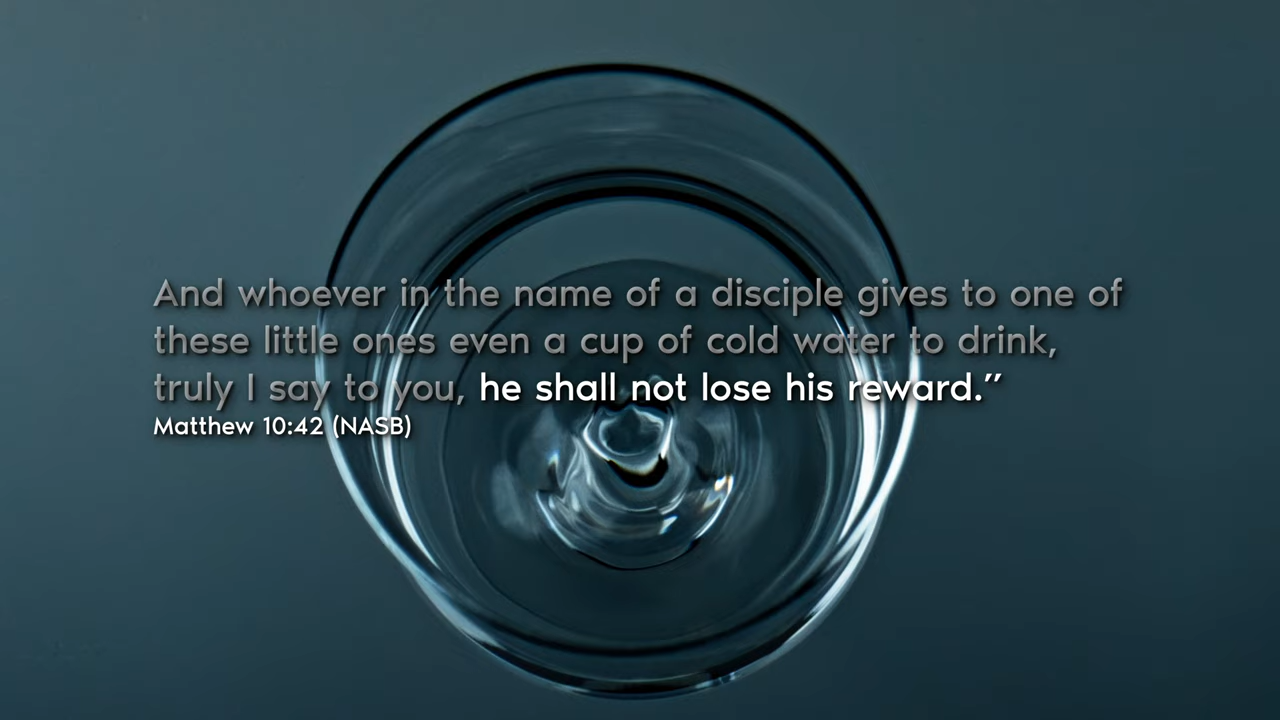 And whoever in the name of a disciple gives to one of
these little ones even a cup of cold water to drink,
truly I say to you, he shall not lose his reward.”
Matthew 10:42 (NASB)